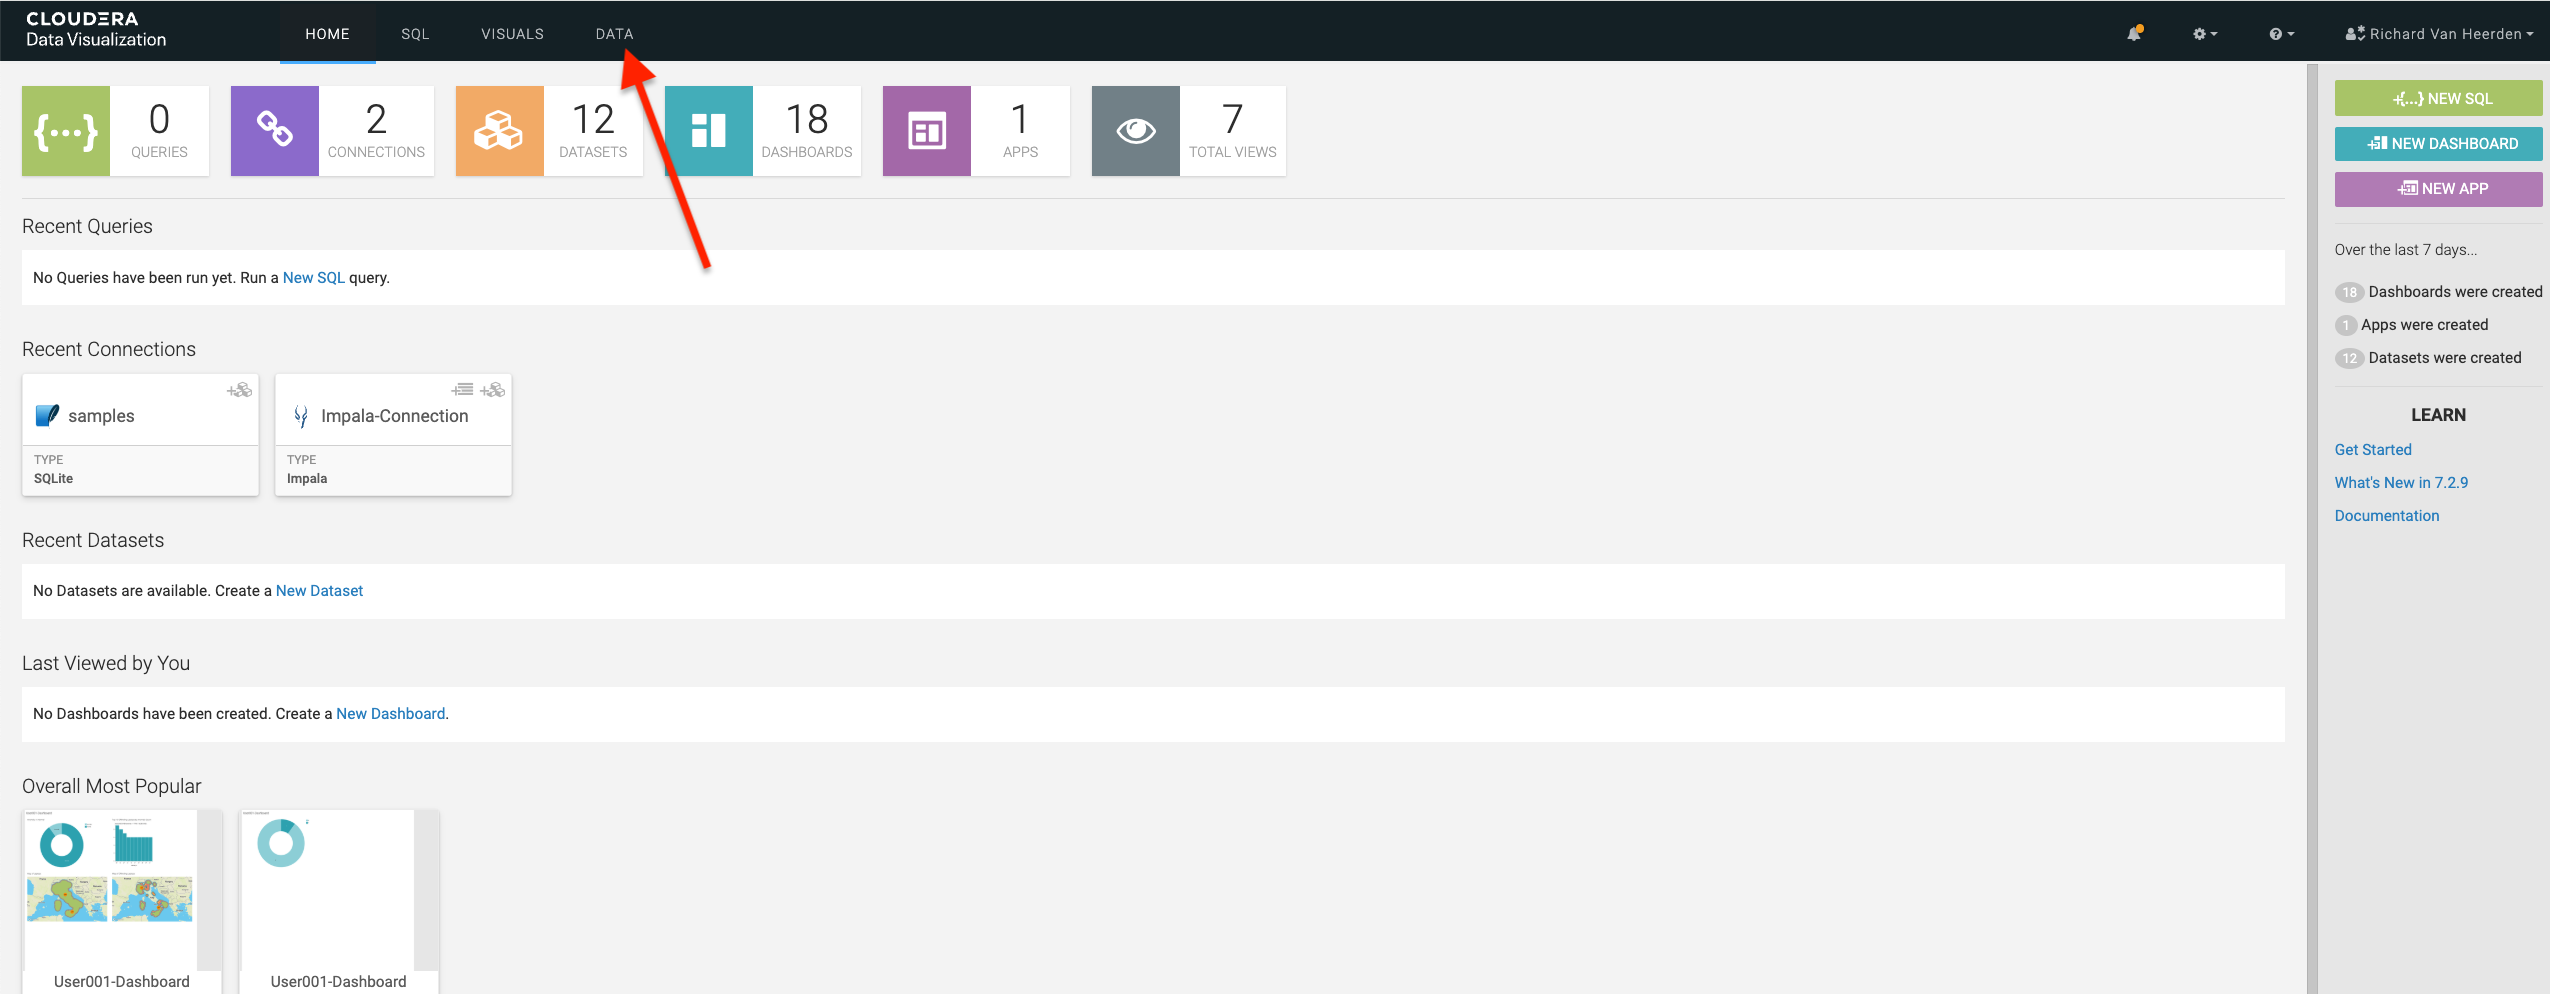 CLOUDERA
Data Visualization
HOME SQL VISUALS DATA
Richard Van Heerden
0
QUERIES
2
CONNECTIONS
12
DATASETS
18
DASHBOARDS
1
APPS
7
TOTAL VIEWS
Recent Queries
No Queries have been run yet. Run a New SQL query.
Recent Connections
samples
TYPE
SQLite
Impala-Connection
TYPE
Impala
Recent Datasets
No Datasets are available. Create a New Dataset
Last Viewed by You
No Dashboards have been created. Create a New Dashboard.
Overall Most Popular
User001-Dashboard
User001-Dashboard
+{...} NEW SQL
NEW DASHBOARD
NEW APP
Over the last 7 days...
18 Dashboards were created
1 Apps were created
12 Datasets were created
LEARN
Get Started
What's New in 7.2.9
Documentation